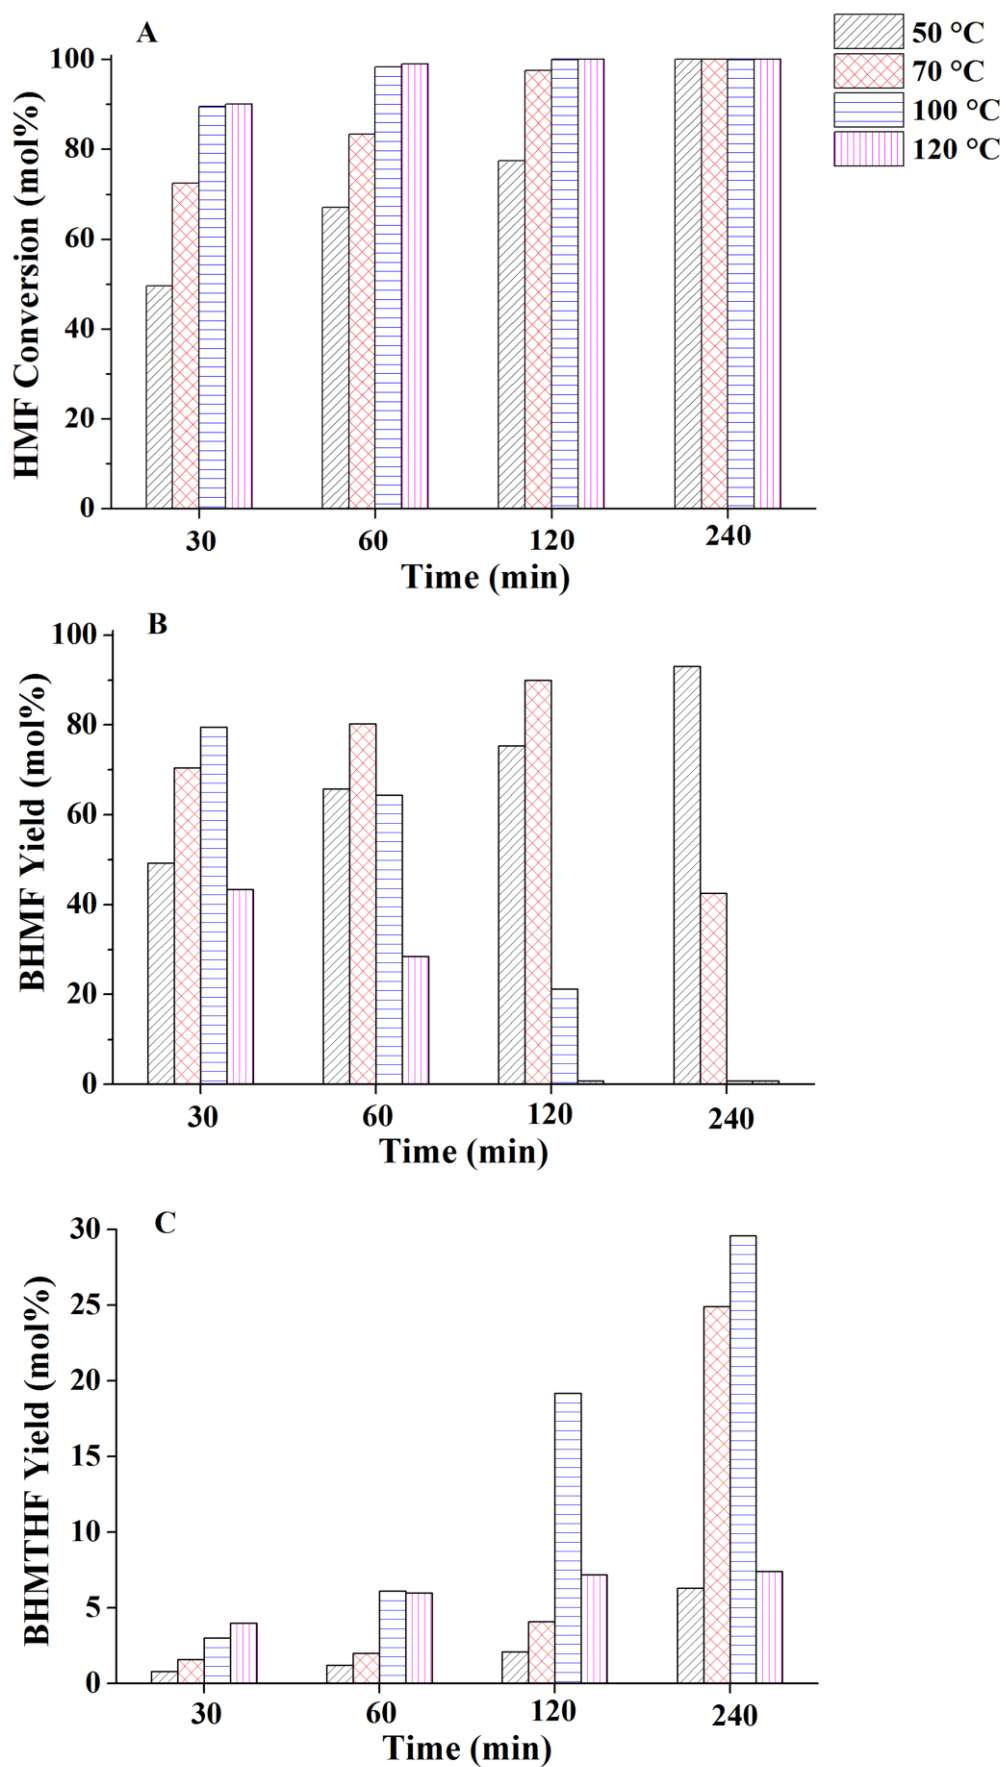 A
50 °C
70 °C
100 °C
120 °C
HMF Conversion (mol%)
100
80
60
40
20
0
30 60 120 240
Time (min)
B
BHMF Yield (mol%)
100
80
60
40
20
0
30 60 120 240
Time (min)
C
BHMTHF Yield (mol%)
30
25
20
15
10
5
0
30 60 120 240
Time (min)